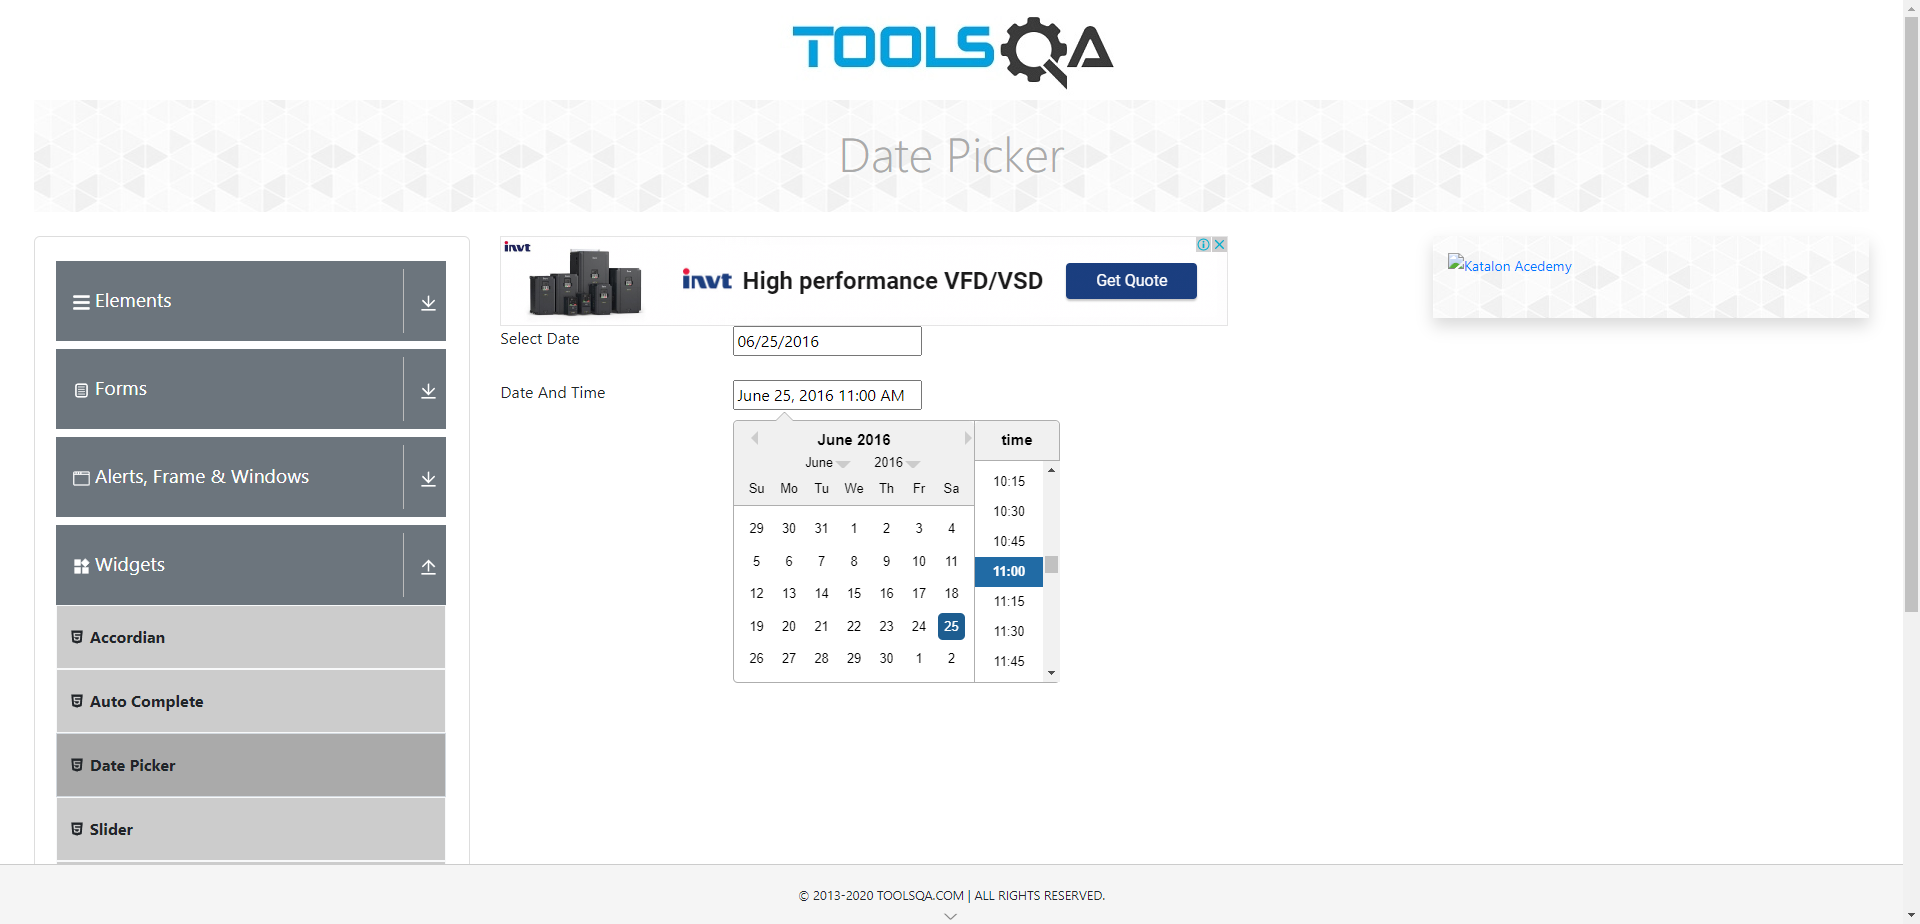 TOOLSQA
Date Picker
Elements
Forms
Alerts, Frame & Windows
Widgets
Accordian
Auto Complete
Date Picker
Slider
invt
invt High performance VFD/VSD
Get Quote
Select Date
06/25/2016
Date And Time
June 25, 2016 11:00 AM
June 2016
June 2016
Su Mo Tu We Th Fr Sa
29 30 31 1 2 3 4
5 6 7 8 9 10 11
12 13 14 15 16 17 18
19 20 21 22 23 24 25
26 27 28 29 30 1 2
time
10:15
10:30
10:45
11:00
11:15
11:30
11:45
Katalon Acedemy
© 2013-2020 TOOLSQA.COM | ALL RIGHTS RESERVED.